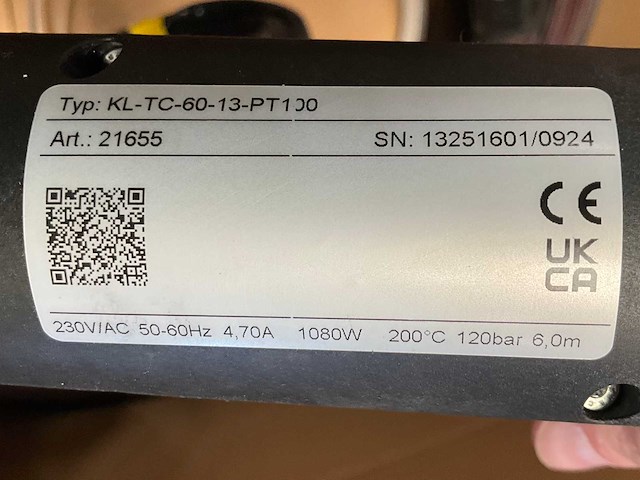 Typ: KL-TC-60-13-PT100
Art.: 21655 SN: 13251601/0924
CE
UK
CA
230V/AC 50-60Hz 4,70A 1080W 200°C 120bar 6,0m